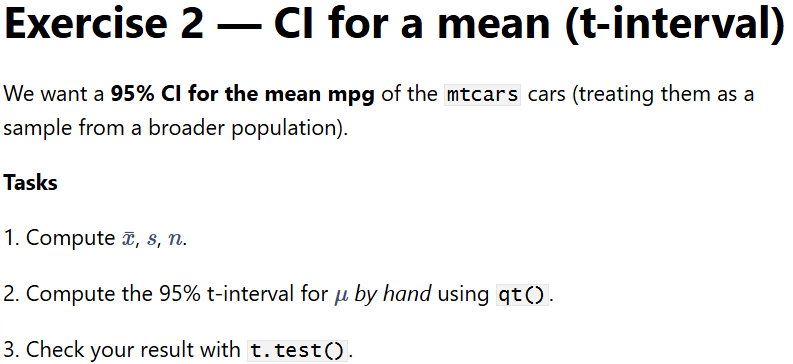 Exercise 2 — CI for a mean (t-interval)
We want a 95% CI for the mean mpg of the mtcars cars (treating them as a
sample from a broader population).
Tasks
1. Compute x̄, s, n.
2. Compute the 95% t-interval for μ by hand using qt().
3. Check your result with t.test().